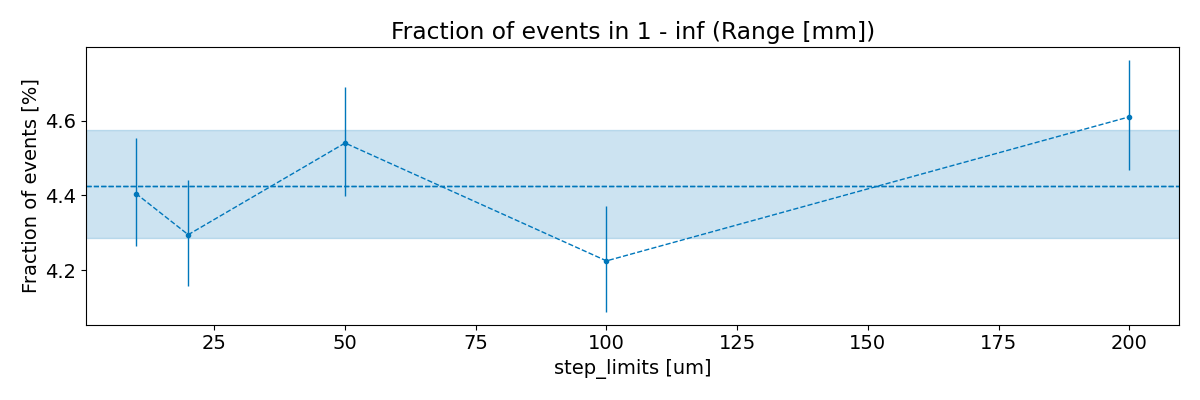 Fraction of events in 1 - inf (Range [mm])
Fraction of events [%]
4.6
4.4
4.2
25 50 75 100 125 150 175 200
step_limits [um]